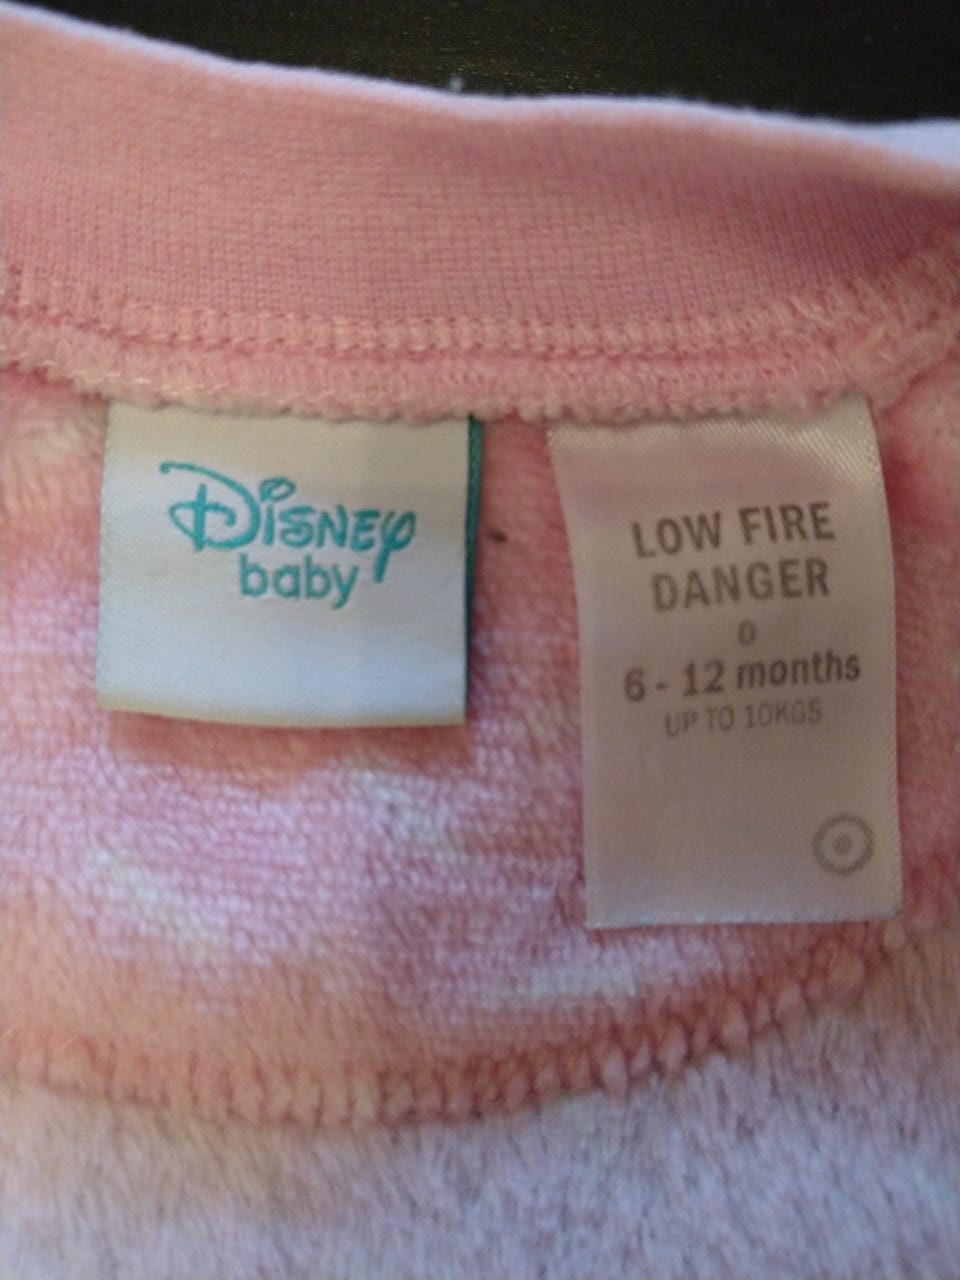 Disney
baby
LOW FIRE
DANGER
0
6 - 12 months
UP TO 10KGS